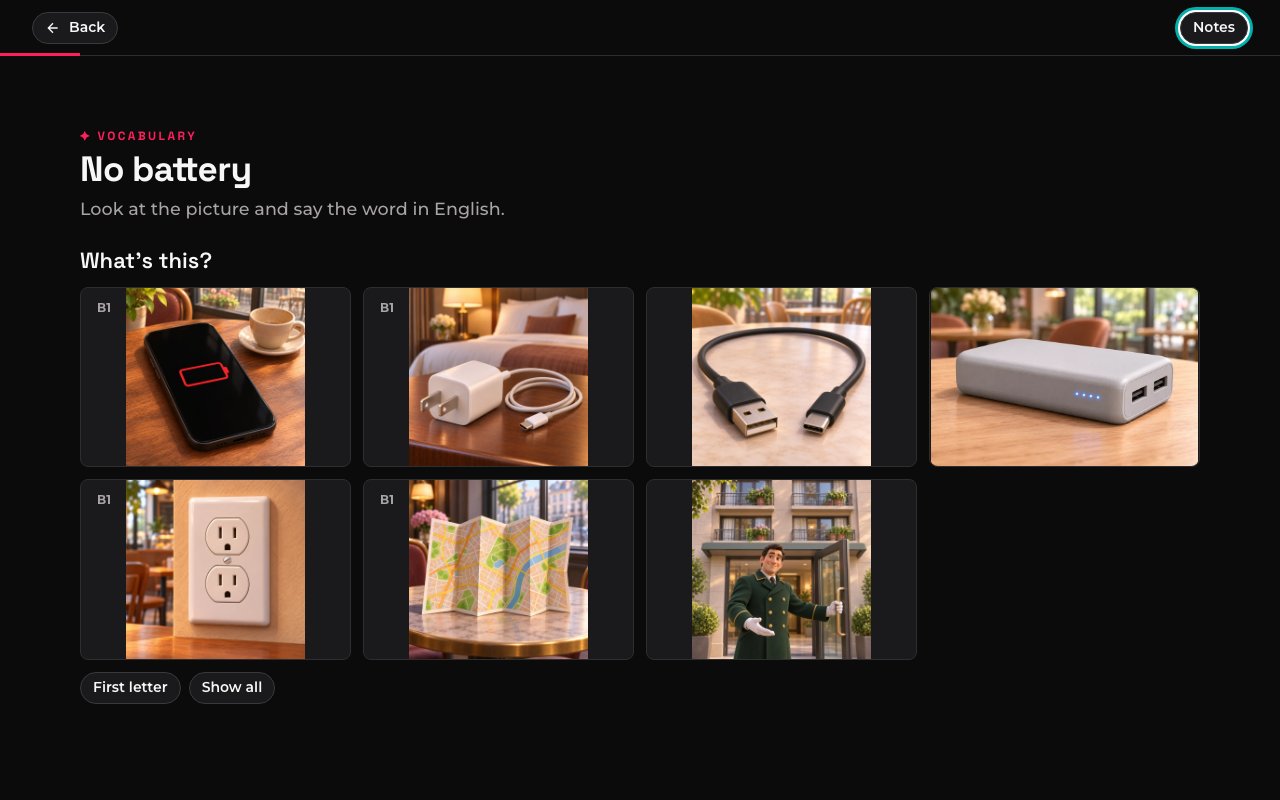 Back
Notes
VOCABULARY
No battery
Look at the picture and say the word in English.
What's this?
B1
B1
B1
B1
First letter
Show all